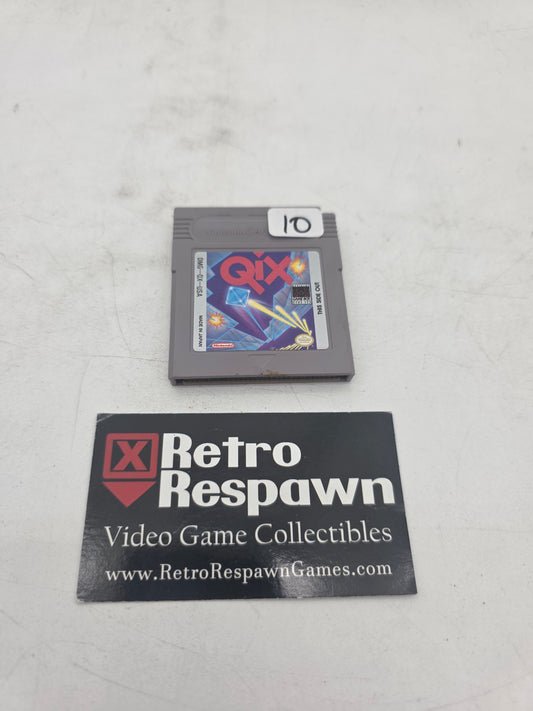 10
QiX
DMG-QX-USA
MADE IN JAPAN
Nintendo
THIS SIDE OUT
X Retro
Respawn
Video Game Collectibles
www.RetroRespawnGames.com